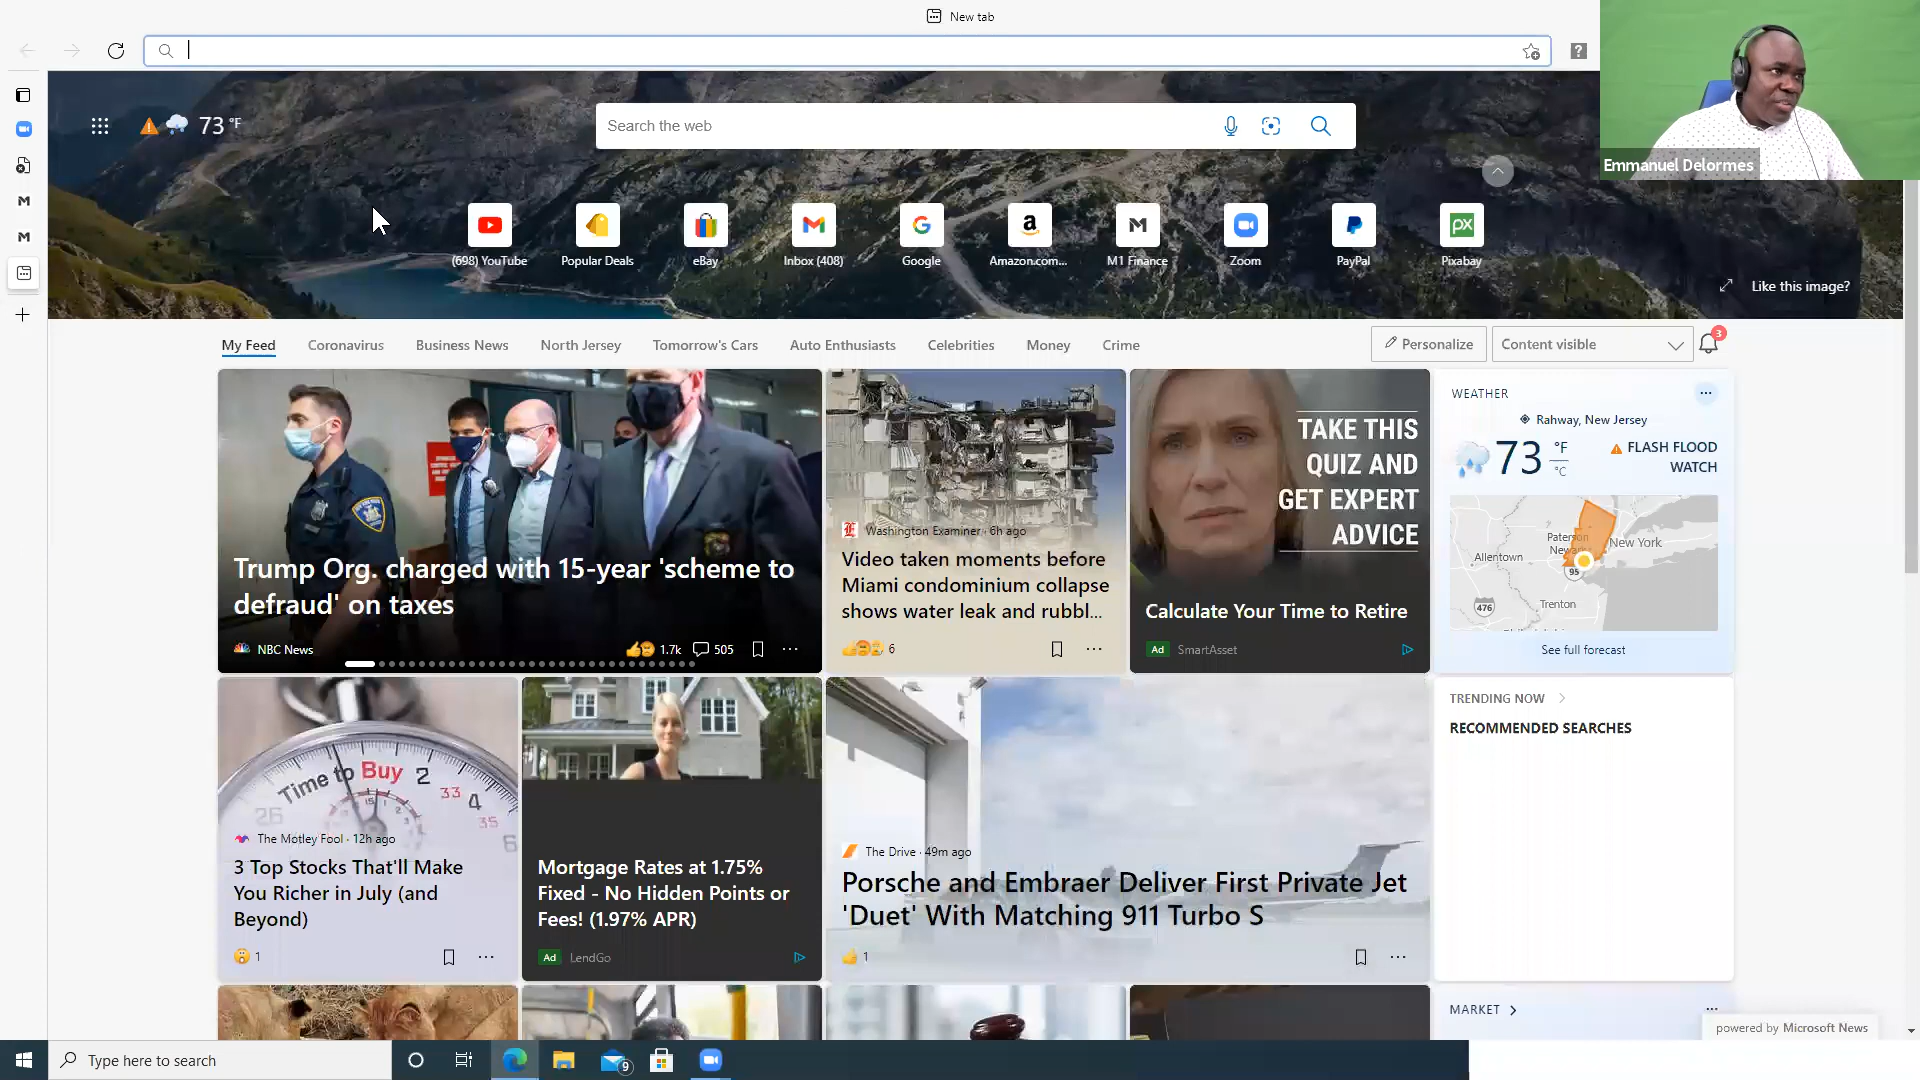 New tab
73 °F
Search the web
Emmanuel Delormes
(698) YouTube
Popular Deals
eBay
Inbox (408)
Google
Amazon.com...
M1 Finance
Zoom
PayPal
Pixabay
Like this image?
My Feed
Coronavirus
Business News
North Jersey
Tomorrow's Cars
Auto Enthusiasts
Celebrities
Money
Crime
Personalize
Content visible
3
Trump Org. charged with 15-year 'scheme to
defraud' on taxes
NBC News
1.7k
505
Washington Examiner · 6h ago
Video taken moments before
Miami condominium collapse
shows water leak and rubbl...
6
TAKE THIS
QUIZ AND
GET EXPERT
ADVICE
Calculate Your Time to Retire
Ad SmartAsset
WEATHER
Rahway, New Jersey
73 °F
°C
FLASH FLOOD
WATCH
Paterson
New York
Allentown
95
476
Trenton
See full forecast
Time to Buy 2
33
4
35
26
6
The Motley Fool · 12h ago
3 Top Stocks That'll Make
You Richer in July (and
Beyond)
1
Mortgage Rates at 1.75%
Fixed - No Hidden Points or
Fees! (1.97% APR)
Ad LendGo
The Drive · 49m ago
Porsche and Embraer Deliver First Private Jet
'Duet' With Matching 911 Turbo S
1
TRENDING NOW
RECOMMENDED SEARCHES
MARKET
powered by Microsoft News
Type here to search
9